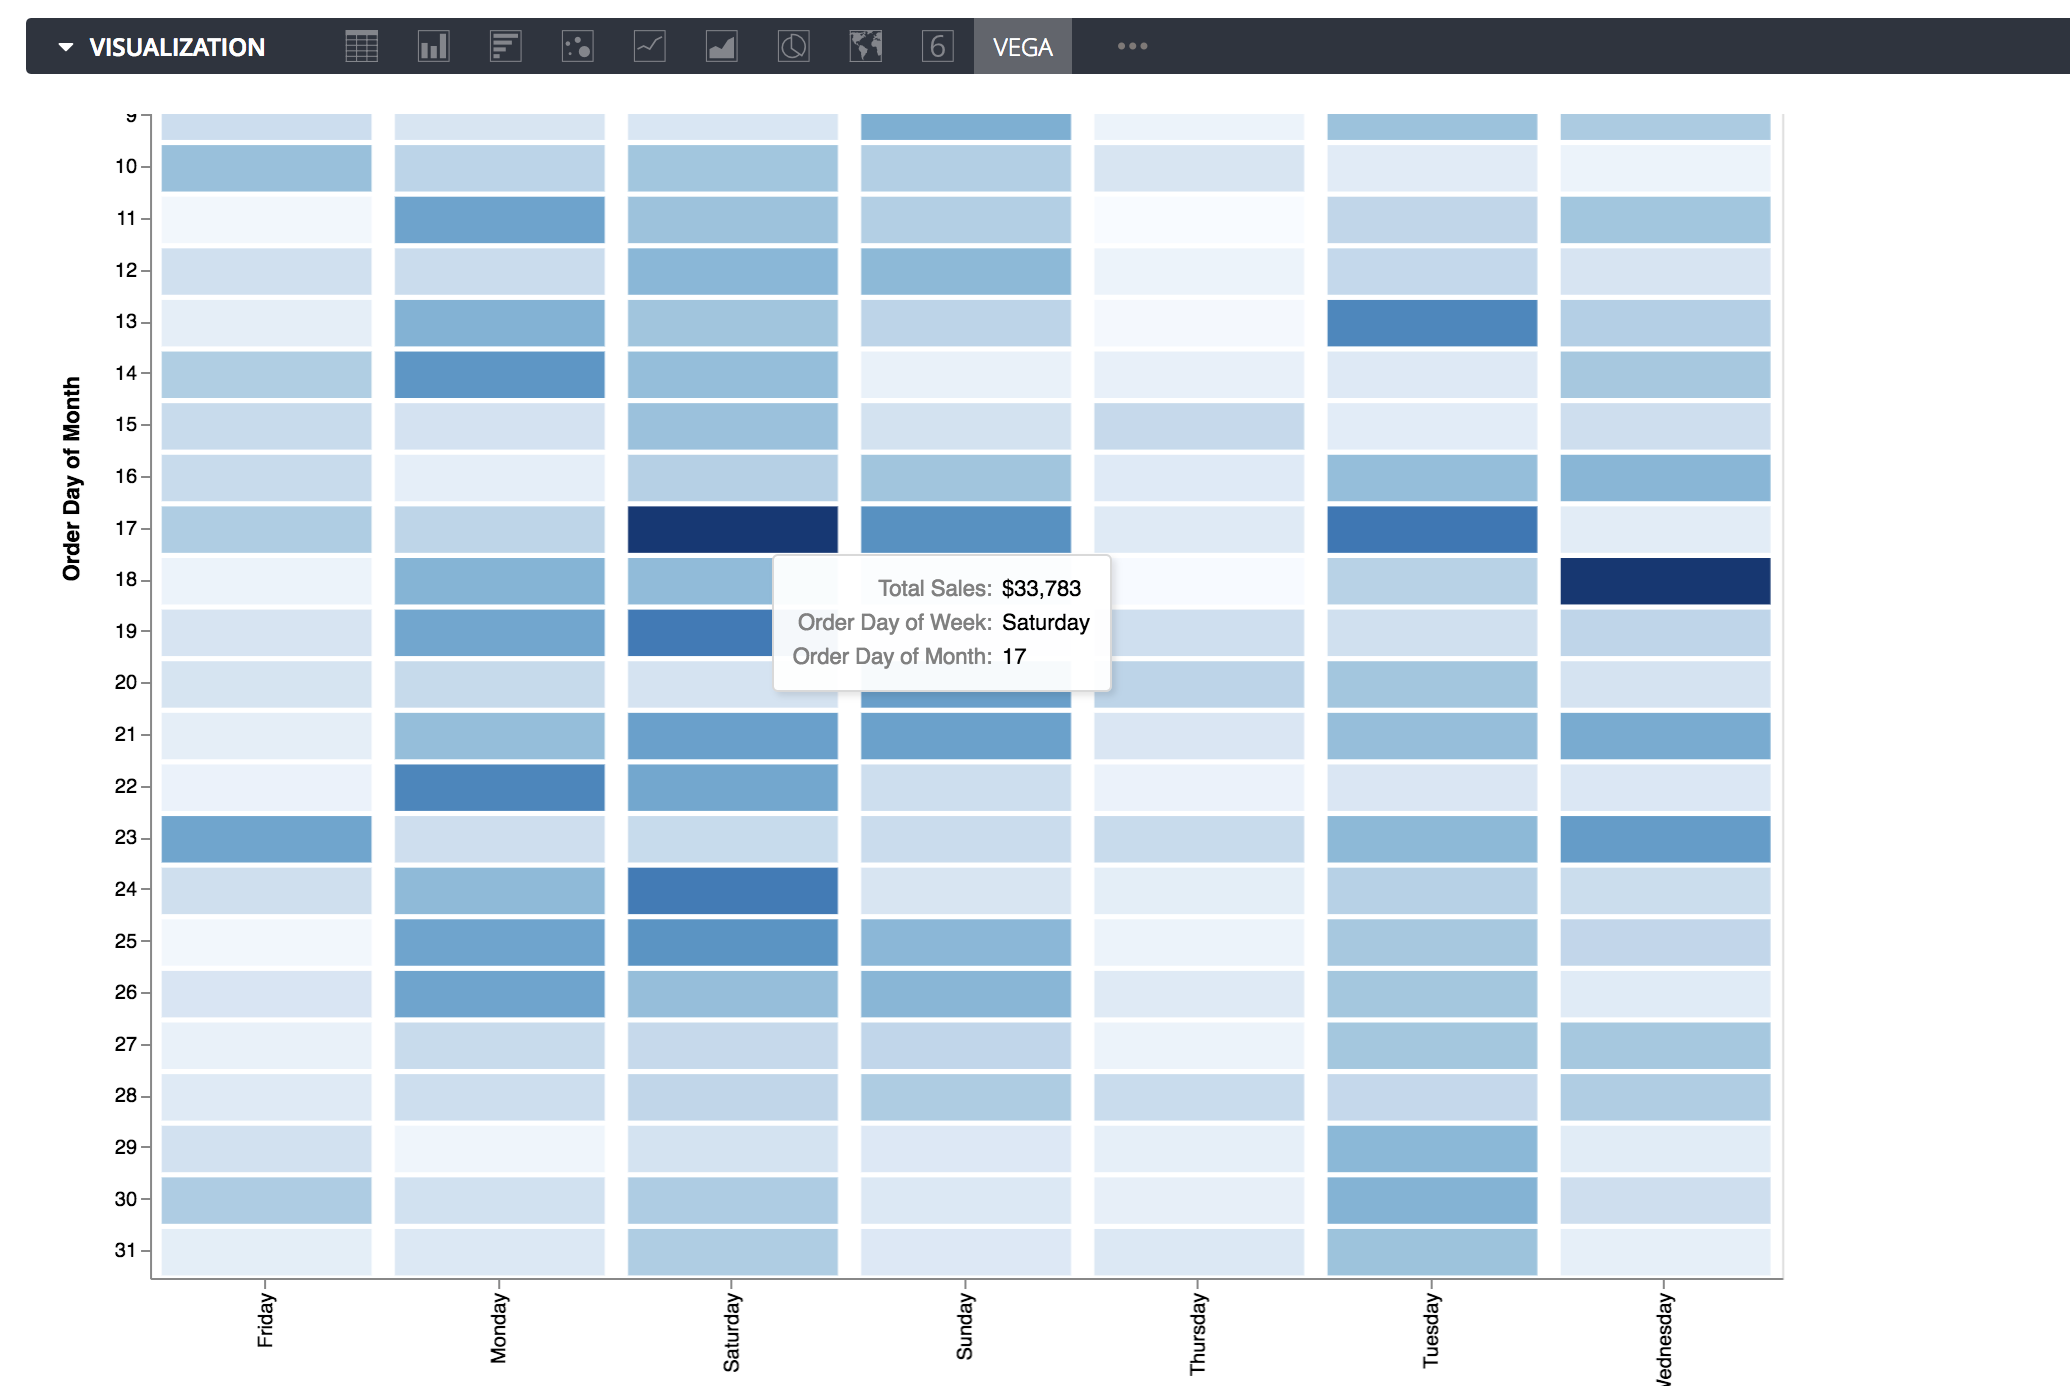 VISUALIZATION 6 VEGA
9
10
11
12
13
14
15
16
17
18
19
20
21
22
23
24
25
26
27
28
29
30
31
Order Day of Month
Total Sales: $33,783
Order Day of Week: Saturday
Order Day of Month: 17
Friday
Monday
Saturday
Sunday
Thursday
Tuesday
Wednesday